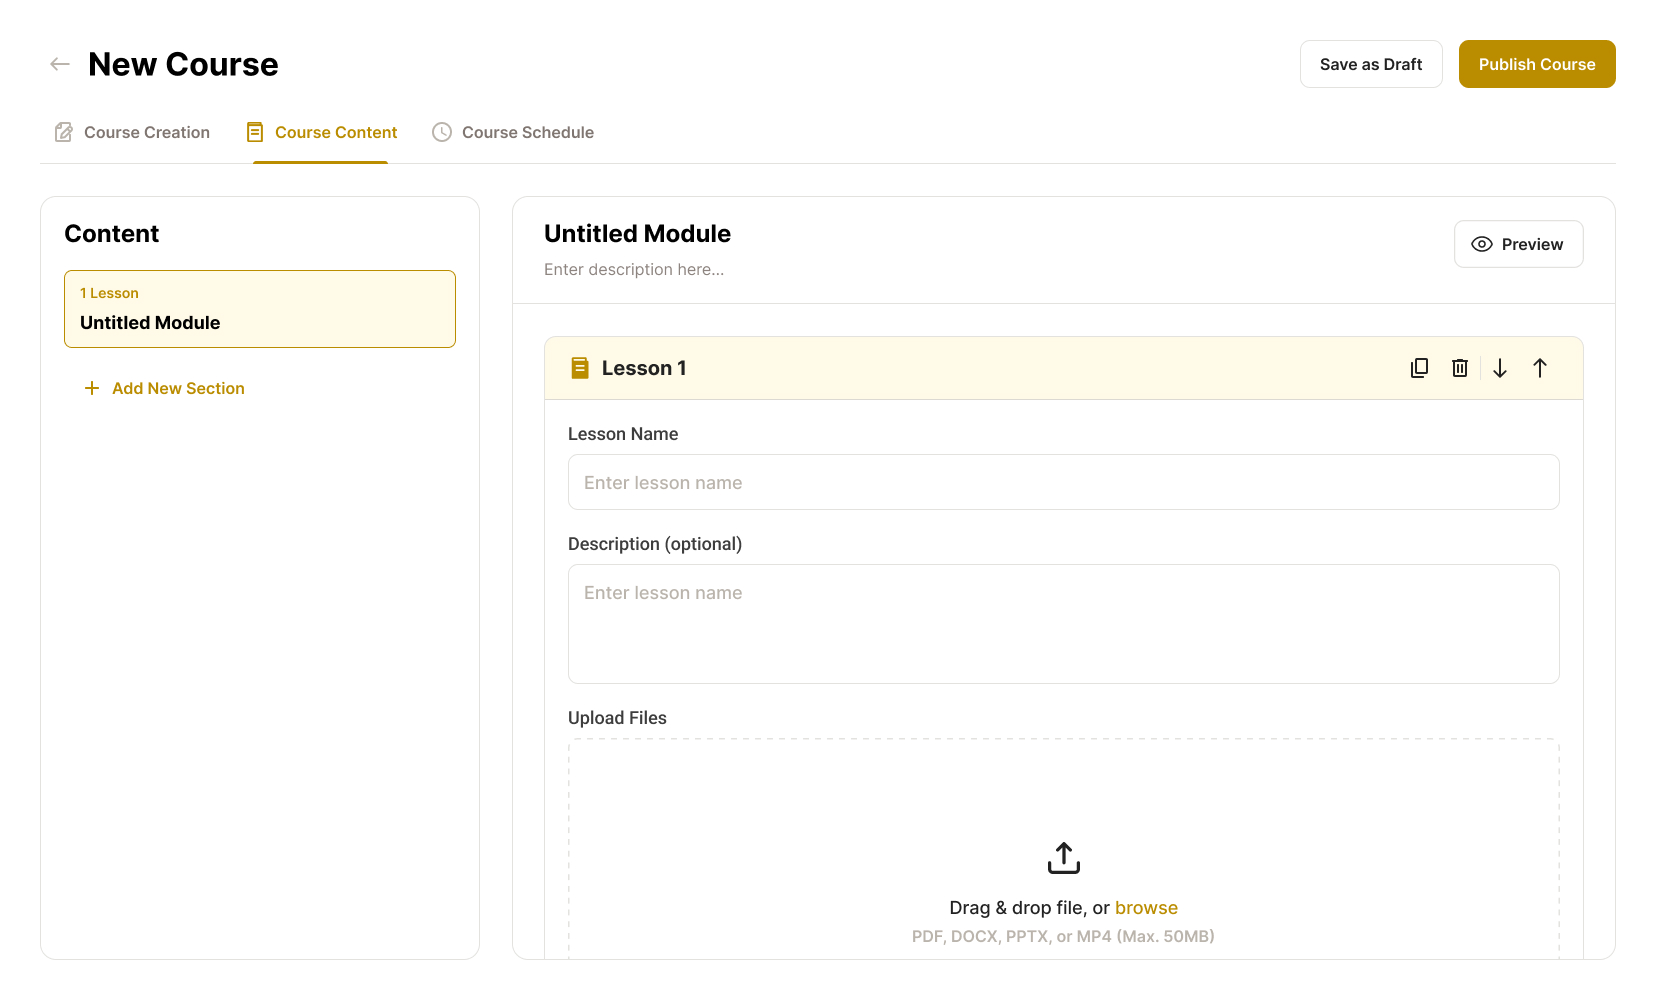 New Course
Save as Draft
Publish Course
Course Creation
Course Content
Course Schedule
Content
1 Lesson
Untitled Module
Add New Section
Untitled Module
Enter description here...
Preview
Lesson 1
Lesson Name
Enter lesson name
Description (optional)
Enter lesson name
Upload Files
Drag & drop file, or browse
PDF, DOCX, PPTX, or MP4 (Max. 50MB)